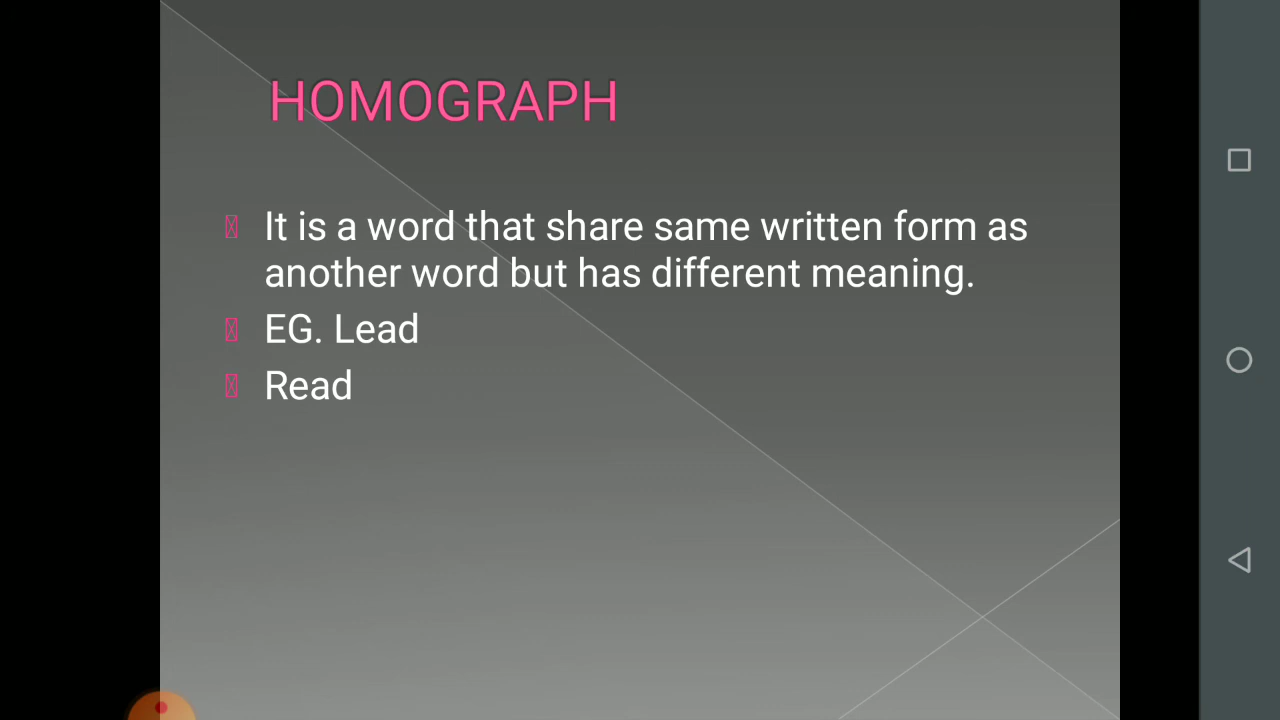 HOMOGRAPH
It is a word that share same written form as
another word but has different meaning.
EG. Lead
Read